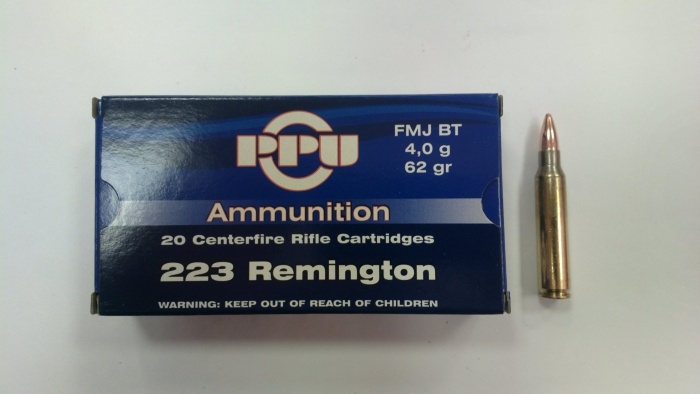 PPU
FMJ BT
4,0 g
62 gr
Ammunition
20 Centerfire Rifle Cartridges
223 Remington
WARNING: KEEP OUT OF REACH OF CHILDREN